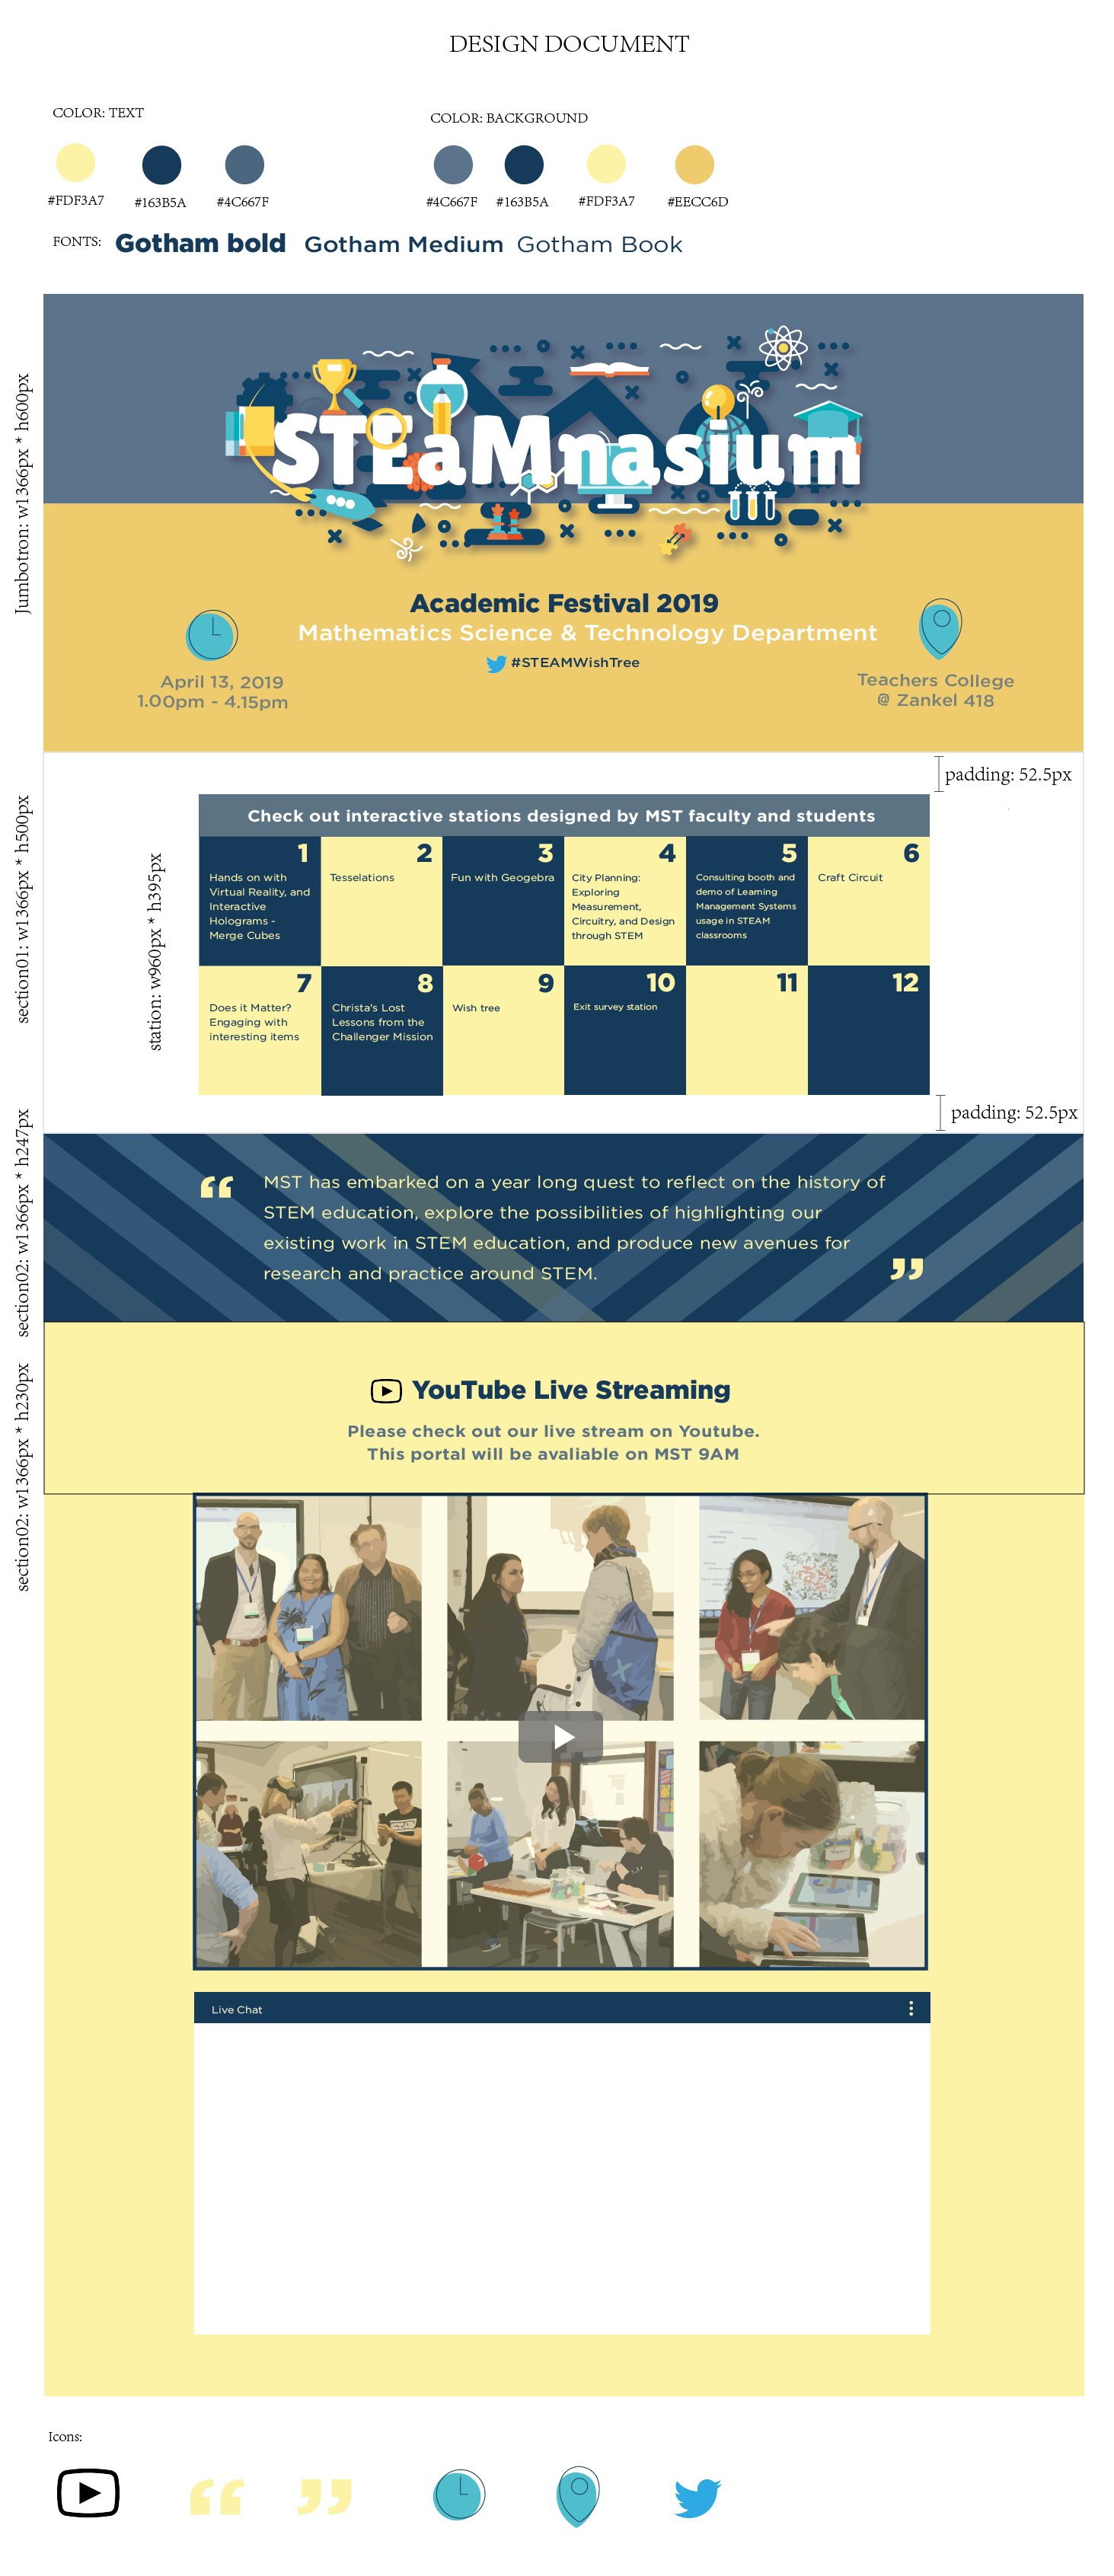 DESIGN DOCUMENT
COLOR: TEXT
#FDF3A7
#163B5A
#4C667F
COLOR: BACKGROUND
#4C667F
#163B5A
#FDF3A7
#EECC6D
FONTS:
Gotham bold
Gotham Medium
Gotham Book
Jumbotron: w1366px * h600px
STEaMnasium
Academic Festival 2019
Mathematics Science & Technology Department
#STEAMWishTree
April 13, 2019
1.00pm - 4.15pm
Teachers College
@ Zankel 418
section01: w1366px * h500px
padding: 52.5px
station: w960px * h395px
Check out interactive stations designed by MST faculty and students
1
Hands on with
Virtual Reality, and
Interactive
Holograms -
Merge Cubes
2
Tesselations
3
Fun with Geogebra
4
City Planning:
Exploring
Measurement,
Circuitry, and Design
through STEM
5
Consulting booth and
demo of Learning
Management Systems
usage in STEAM
classrooms
6
Craft Circuit
7
Does it Matter?
Engaging with
interesting items
8
Christa's Lost
Lessons from the
Challenger Mission
9
Wish tree
10
Exit survey station
11
12
padding: 52.5px
section02: w1366px * h247px
“
MST has embarked on a year long quest to reflect on the history of
STEM education, explore the possibilities of highlighting our
existing work in STEM education, and produce new avenues for
research and practice around STEM.
”
section02: w1366px * h230px
YouTube Live Streaming
Please check out our live stream on Youtube.
This portal will be avaliable on MST 9AM
Live Chat
Icons:
“ ”